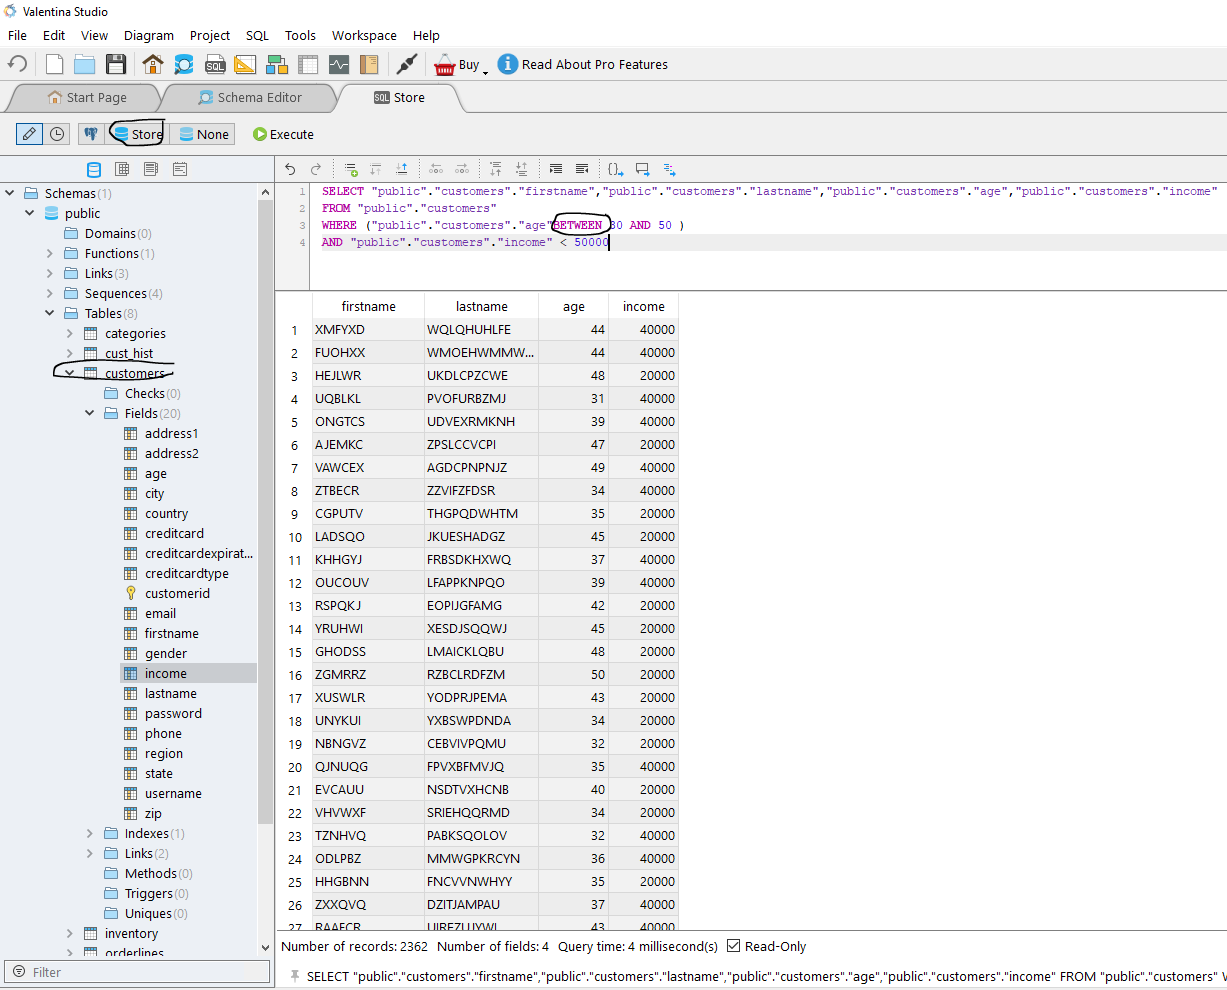 Valentina Studio
File Edit View Diagram Project SQL Tools Workspace Help
SQL Buy Read About Pro Features
Start Page Schema Editor SQL Store
Store None Execute
Schemas(1)
public
Domains(0)
Functions(1)
Links(3)
Sequences(4)
Tables(8)
categories
cust_hist
customers
Checks(0)
Fields(20)
address1
address2
age
city
country
creditcard
creditcardexpirat...
creditcardtype
customerid
email
firstname
gender
income
lastname
password
phone
region
state
username
zip
Indexes(1)
Links(2)
Methods(0)
Triggers(0)
Uniques(0)
inventory
orderlines
Filter
1 SELECT "public"."customers"."firstname","public"."customers"."lastname","public"."customers"."age","public"."customers"."income"
2 FROM "public"."customers"
3 WHERE ("public"."customers"."age"BETWEEN 30 AND 50 )
4 AND "public"."customers"."income" < 50000
firstname lastname age income
1 XMFYXD WQLQHUHLFE 44 40000
2 FUOHXX WMOEHWMMW... 44 40000
3 HEJLWR UKDLCPZCWE 48 20000
4 UQBLKL PVOFURBZMJ 31 40000
5 ONGTCS UDVEXRMKNH 39 40000
6 AJEMKC ZPSLCCVCPI 47 20000
7 VAWCEX AGDCPNPNJZ 49 40000
8 ZTBECR ZZVIFZFDSR 34 40000
9 CGPUTV THGPQDWHTM 35 20000
10 LADSQO JKUESHADGZ 45 20000
11 KHHGYJ FRBSDKHXWQ 37 40000
12 OUCOUV LFAPPKNPQO 39 40000
13 RSPQKJ EOPIJGFAMG 42 20000
14 YRUHWI XESDJSQQWJ 45 20000
15 GHODSS LMAICKLQBU 48 20000
16 ZGMRRZ RZBCLRDFZM 50 20000
17 XUSWLR YODPRJPEMA 43 20000
18 UNYKUI YXBSWPDNDA 34 20000
19 NBNGVZ CEBVIVPQMU 32 20000
20 QJNUQG FPVXBFMVJQ 35 40000
21 EVCAUU NSDTVXHCNB 40 20000
22 VHVWXF SRIEHQQRMD 34 20000
23 TZNHVQ PABKSQOLOV 32 40000
24 ODLPBZ MMWGPKRCYN 36 40000
25 HHGBNN FNCVVNWHYY 35 20000
26 ZXXQVQ DZITJAMPAU 37 40000
27 43 40000
Number of records: 2362 Number of fields: 4 Query time: 4 millisecond(s) Read-Only
SELECT "public"."customers"."firstname","public"."customers"."lastname","public"."customers"."age","public"."customers"."income" FROM "public"."customers"